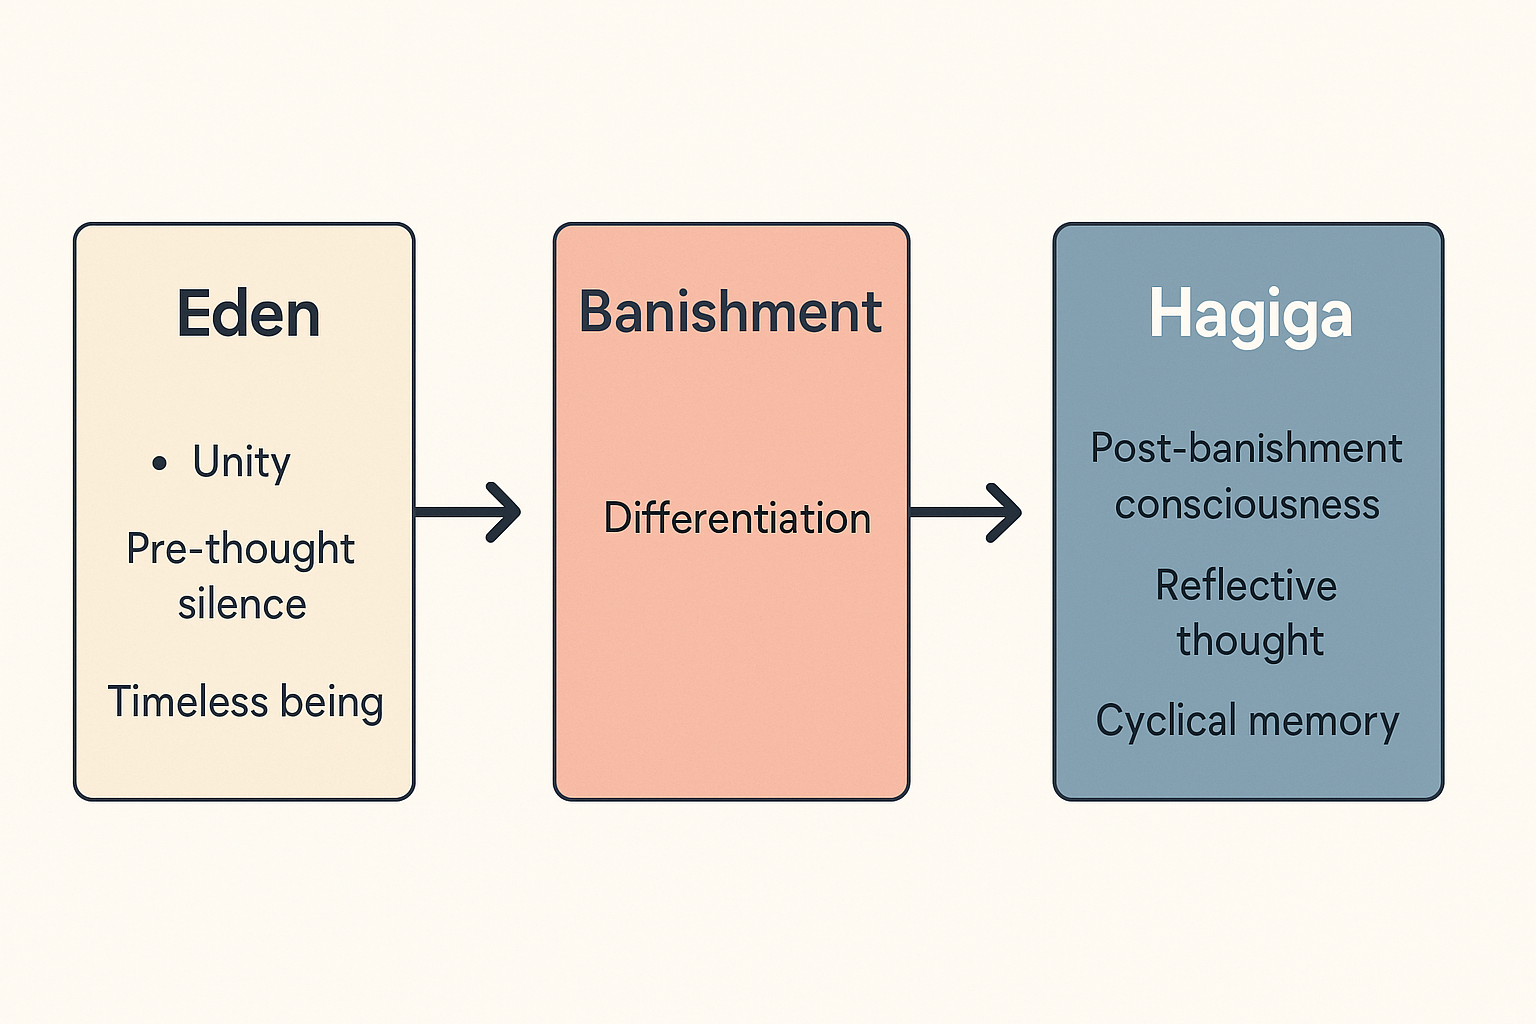 Eden
• Unity
Pre-thought
silence
Timeless being
Banishment
Differentiation
Hagiga
Post-banishment
consciousness
Reflective
thought
Cyclical memory